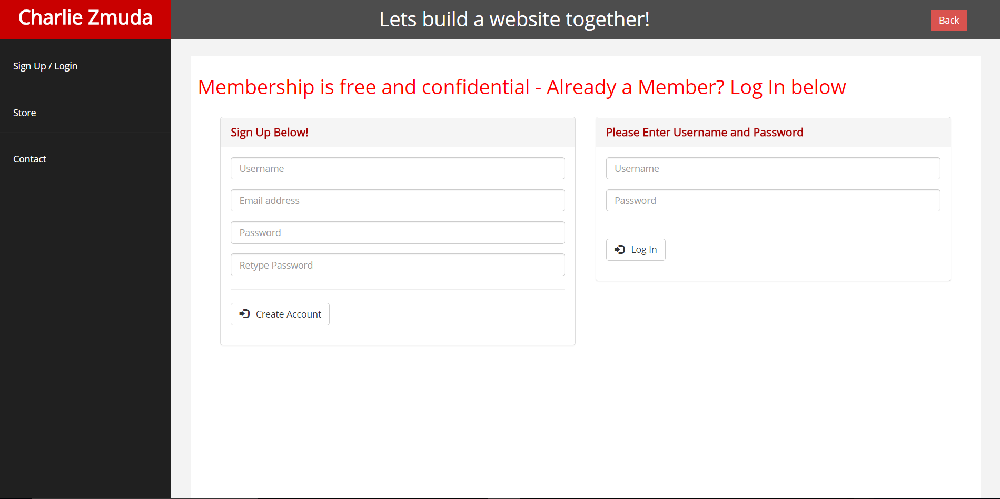 Charlie Zmuda
Lets build a website together!
Back
Sign Up / Login
Store
Contact
Membership is free and confidential - Already a Member? Log In below
Sign Up Below!
Username
Email address
Password
Retype Password
Create Account
Please Enter Username and Password
Username
Password
Log In